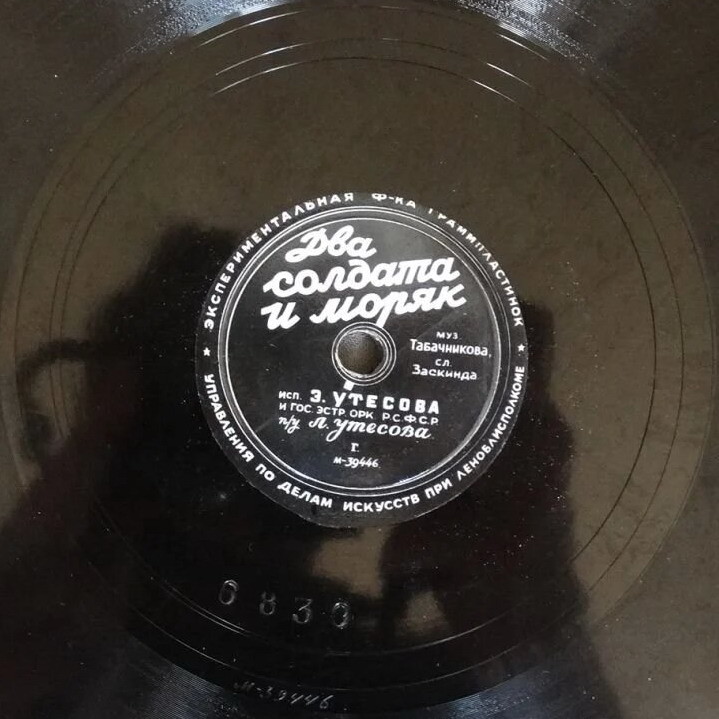 ЭКСПЕРИМЕНТАЛЬНАЯ Ф-КА ГРАМПЛАСТИНОК
Два
солдата
и моряк
муз.
Табачникова,
сл.
Заскинда
исп. Э. УТЕСОВА
И ГОС. ЭСТР. ОРК. Р.С.Ф.С.Р.
п/у Л. Утесова.
Г.
М-39446.
★ УПРАВЛЕНИЯ ПО ДЕЛАМ ИСКУССТВ ПРИ ЛЕНОБЛИСПОЛКОМЕ ★
6830
М-39446